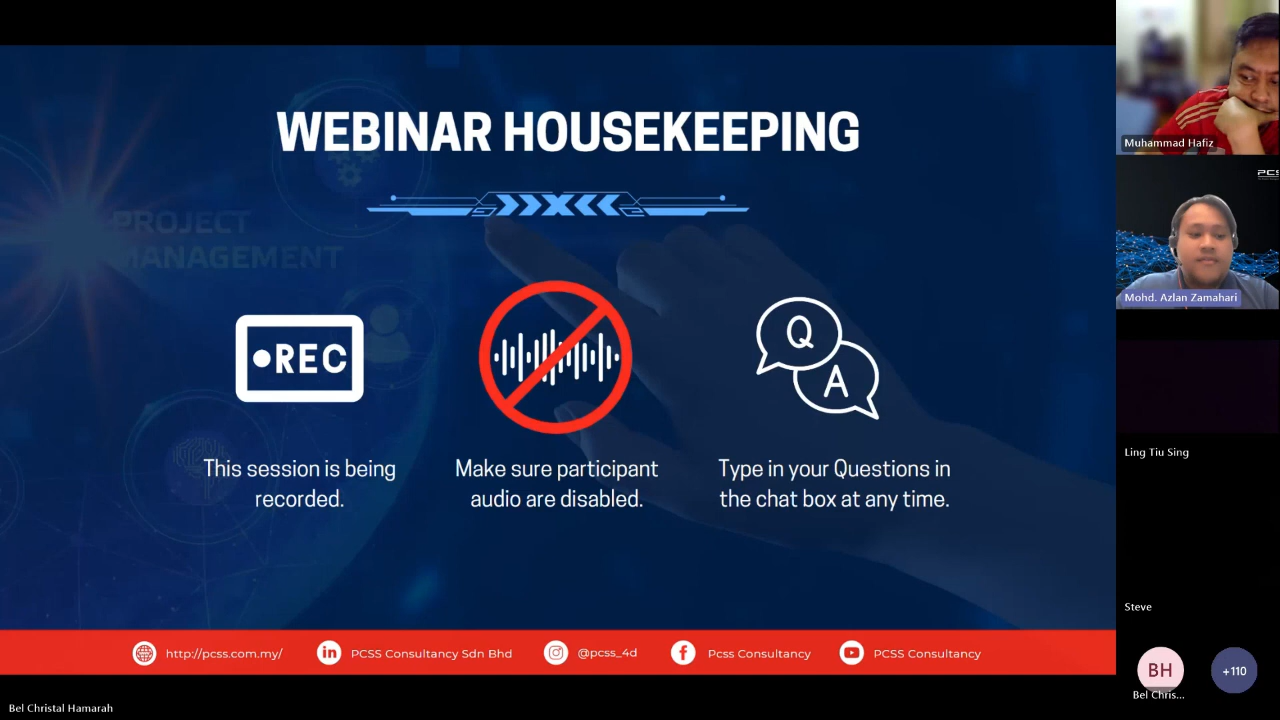 WEBINAR HOUSEKEEPING
PROJECT
MANAGEMENT
REC
Q
A
This session is being
recorded.
Make sure participant
audio are disabled.
Type in your Questions in
the chat box at any time.
http://pcss.com.my/
PCSS Consultancy Sdn Bhd
@pcss_4d
Pcss Consultancy
PCSS Consultancy
Bel Christal Hamarah
Muhammad Hafiz
Mohd. Azlan Zamahari
Ling Tiu Sing
Steve
BH
Bel Chris...
+110